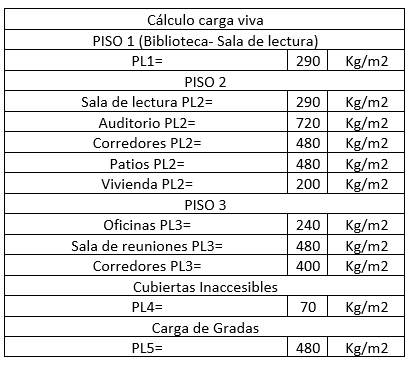 Cálculo carga viva
PISO 1 (Biblioteca- Sala de lectura)
PL1= 290 Kg/m2
PISO 2
Sala de lectura PL2= 290 Kg/m2
Auditorio PL2= 720 Kg/m2
Corredores PL2= 480 Kg/m2
Patios PL2= 480 Kg/m2
Vivienda PL2= 200 Kg/m2
PISO 3
Oficinas PL3= 240 Kg/m2
Sala de reuniones PL3= 480 Kg/m2
Corredores PL3= 400 Kg/m2
Cubiertas Inaccesibles
PL4= 70 Kg/m2
Carga de Gradas
PL5= 480 Kg/m2